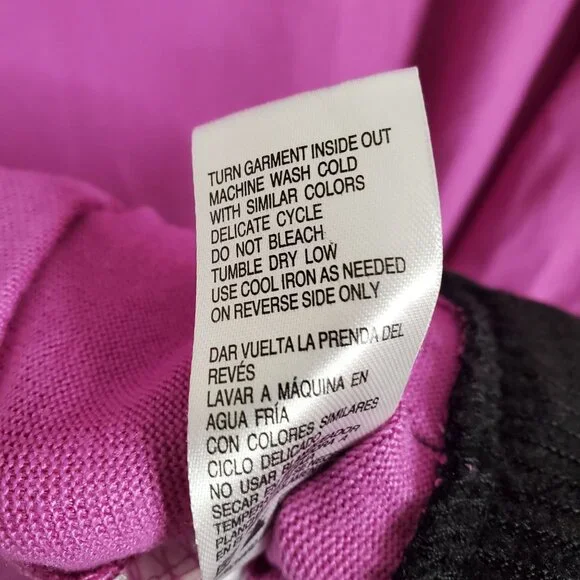 TURN GARMENT INSIDE OUT
MACHINE WASH COLD
WITH SIMILAR COLORS
DELICATE CYCLE
DO NOT BLEACH
TUMBLE DRY LOW
USE COOL IRON AS NEEDED
ON REVERSE SIDE ONLY
DAR VUELTA LA PRENDA DEL
REVÉS
LAVAR A MÁQUINA EN
AGUA FRÍA
CON COLORES SIMILARES
CICLO DELICADO
NO USAR
SECAR